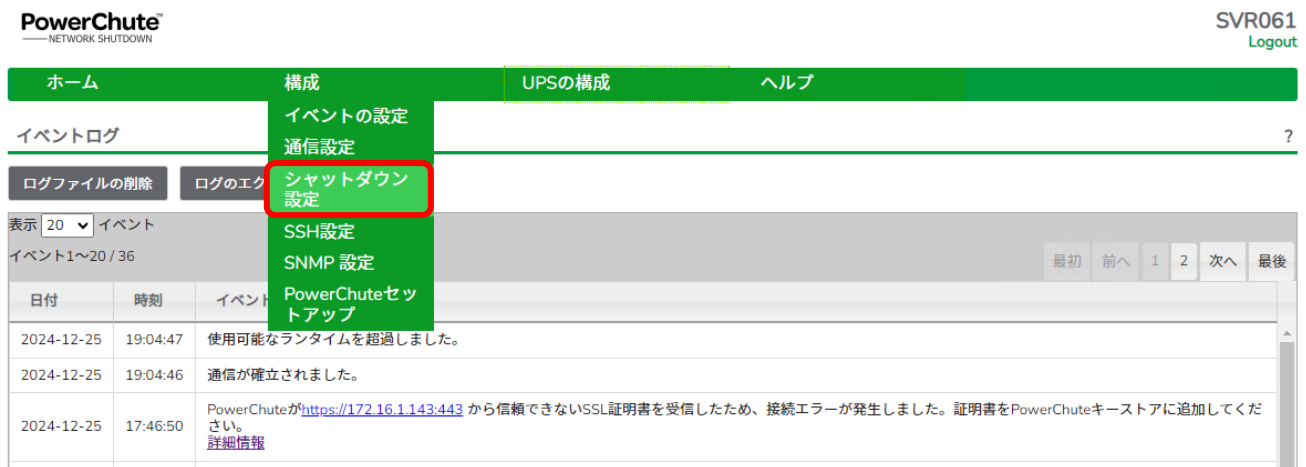 PowerChute™
NETWORK SHUTDOWN
SVR061
Logout
ホーム 構成 UPSの構成 ヘルプ
イベントの設定
通信設定
シャットダウン
設定
SSH設定
SNMP 設定
PowerChuteセッ
トアップ
イベントログ ?
ログファイルの削除 ログのエク
表示 20 イベント
イベント1～20 / 36
最初 前へ 1 2 次へ 最後
日付 時刻 イベント
2024-12-25 19:04:47 使用可能なランタイムを超過しました。
2024-12-25 19:04:46 通信が確立されました。
2024-12-25 17:46:50 PowerChuteがhttps://172.16.1.143:443 から信頼できないSSL証明書を受信したため、接続エラーが発生しました。証明書をPowerChuteキーストアに追加してくだ
さい。
詳細情報